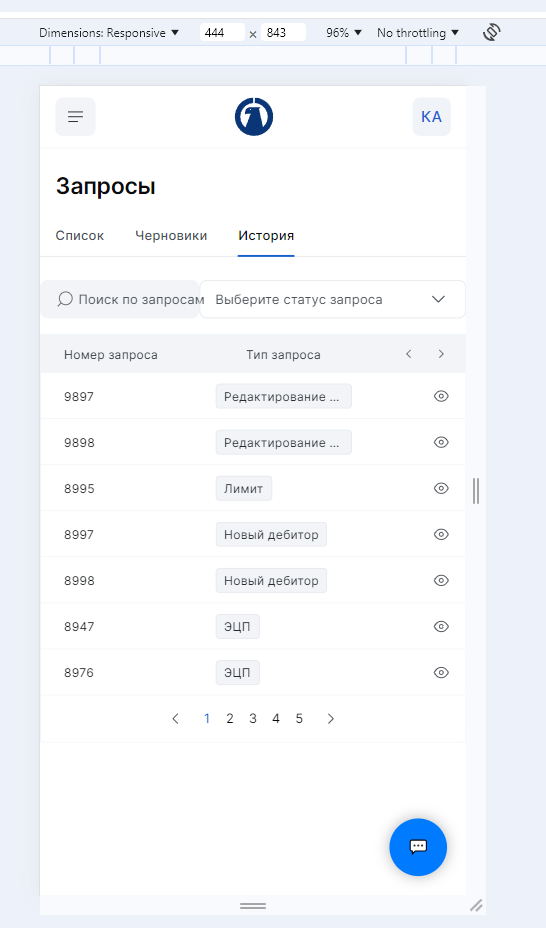 Dimensions: Responsive 444 × 843 96% No throttling
KA
Запросы
Список Черновики История
Поиск по запросам Выберите статус запроса
Номер запроса Тип запроса
9897 Редактирование ...
9898 Редактирование ...
8995 Лимит
8997 Новый дебитор
8998 Новый дебитор
8947 ЭЦП
8976 ЭЦП
1 2 3 4 5